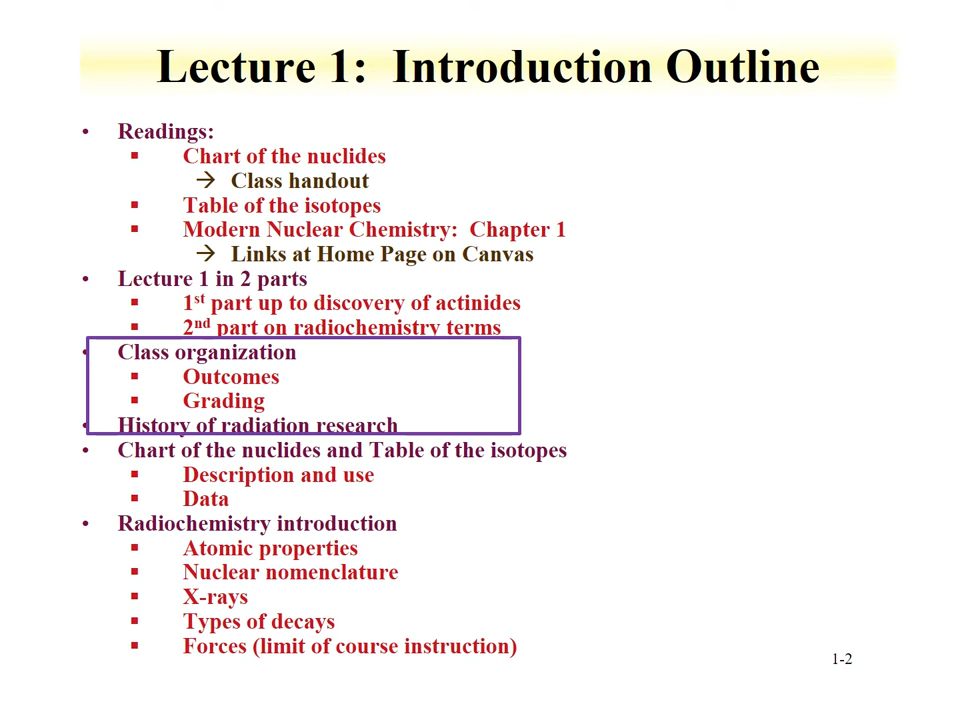 Lecture 1: Introduction Outline
• Readings:
▪ Chart of the nuclides
→ Class handout
▪ Table of the isotopes
▪ Modern Nuclear Chemistry: Chapter 1
→ Links at Home Page on Canvas
• Lecture 1 in 2 parts
▪ 1st part up to discovery of actinides
▪ 2nd part on radiochemistry terms
• Class organization
▪ Outcomes
▪ Grading
• History of radiation research
• Chart of the nuclides and Table of the isotopes
▪ Description and use
▪ Data
• Radiochemistry introduction
▪ Atomic properties
▪ Nuclear nomenclature
▪ X-rays
▪ Types of decays
▪ Forces (limit of course instruction)
1-2